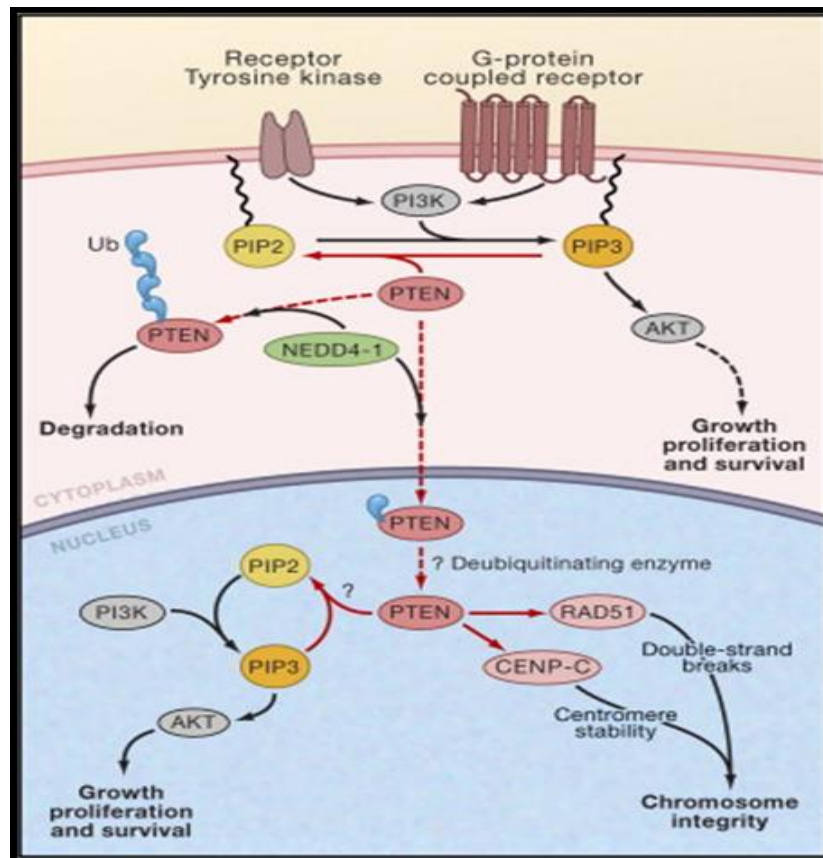 Receptor
Tyrosine kinase
G-protein
coupled receptor
PI3K
PIP2
PIP3
Ub
PTEN
PTEN
AKT
NEDD4-1
Degradation
Growth
proliferation
and survival
CYTOPLASM
NUCLEUS
PTEN
? Deubiquitinating enzyme
PIP2
?
PI3K
PTEN
RAD51
PIP3
CENP-C
Double-strand
breaks
AKT
Centromere
stability
Growth
proliferation
and survival
Chromosome
integrity